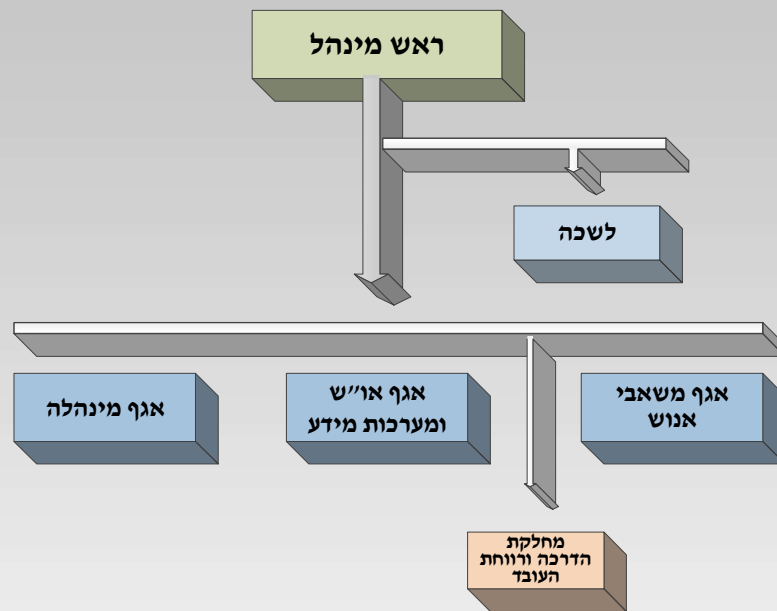 ראש מינהל
לשכה
אגף משאבי
אנוש
אגף או״ש
ומערכות מידע
אגף מינהלה
מחלקת
הדרכה ורווחת
העובד